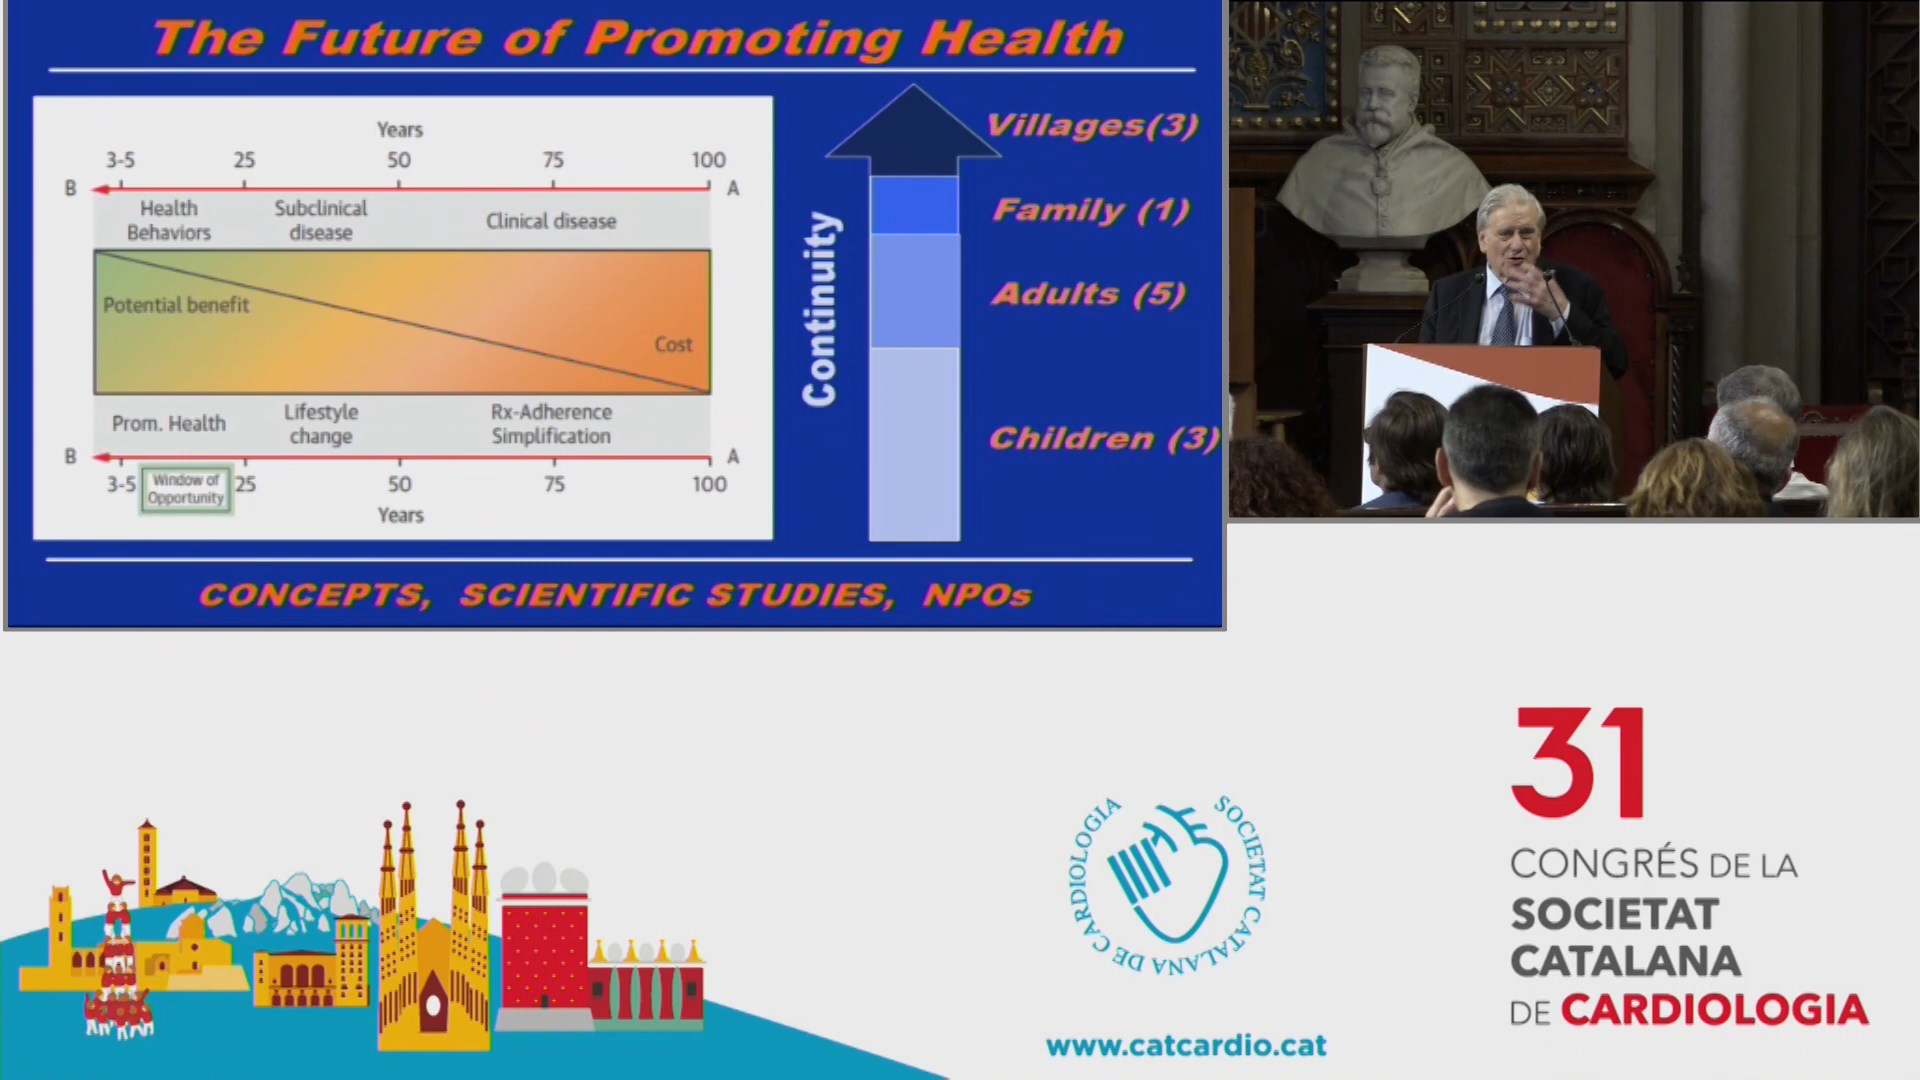 The Future of Promoting Health
Years
3-5 25 50 75 100
B A
Health
Behaviors
Subclinical
disease
Clinical disease
Potential benefit
Cost
Prom. Health
Lifestyle
change
Rx-Adherence
Simplification
B A
3-5 25 50 75 100
Window of
Opportunity
Years
Continuity
Villages(3)
Family (1)
Adults (5)
Children (3)
CONCEPTS, SCIENTIFIC STUDIES, NPOs
SOCIETAT CATALANA DE CARDIOLOGIA
www.catcardio.cat
31
CONGRÉS DE LA
SOCIETAT
CATALANA
DE CARDIOLOGIA